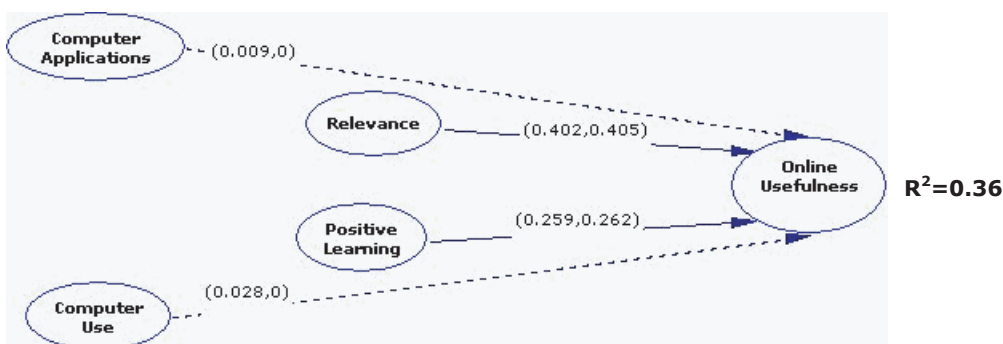 Computer
Applications
(0.009,0)
Relevance
(0.402,0.405)
Online
Usefulness
R²=0.36
Positive
Learning
(0.259,0.262)
(0.028,0)
Computer
Use